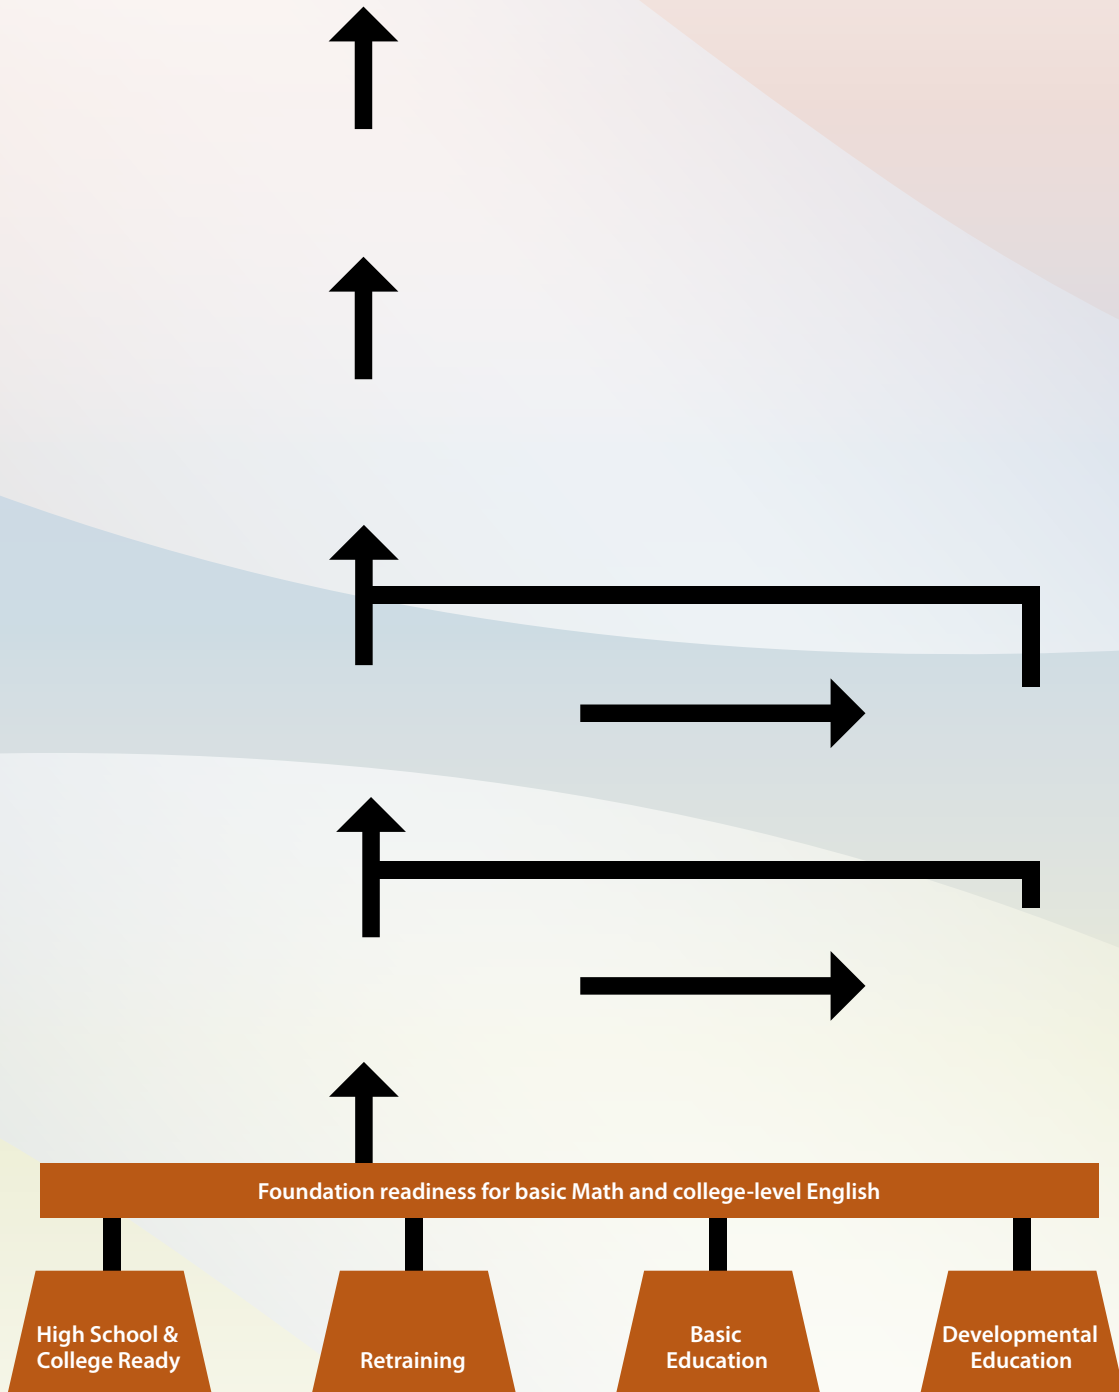 Foundation readiness for basic Math and college-level English
High School &
College Ready
Retraining
Basic
Education
Developmental
Education